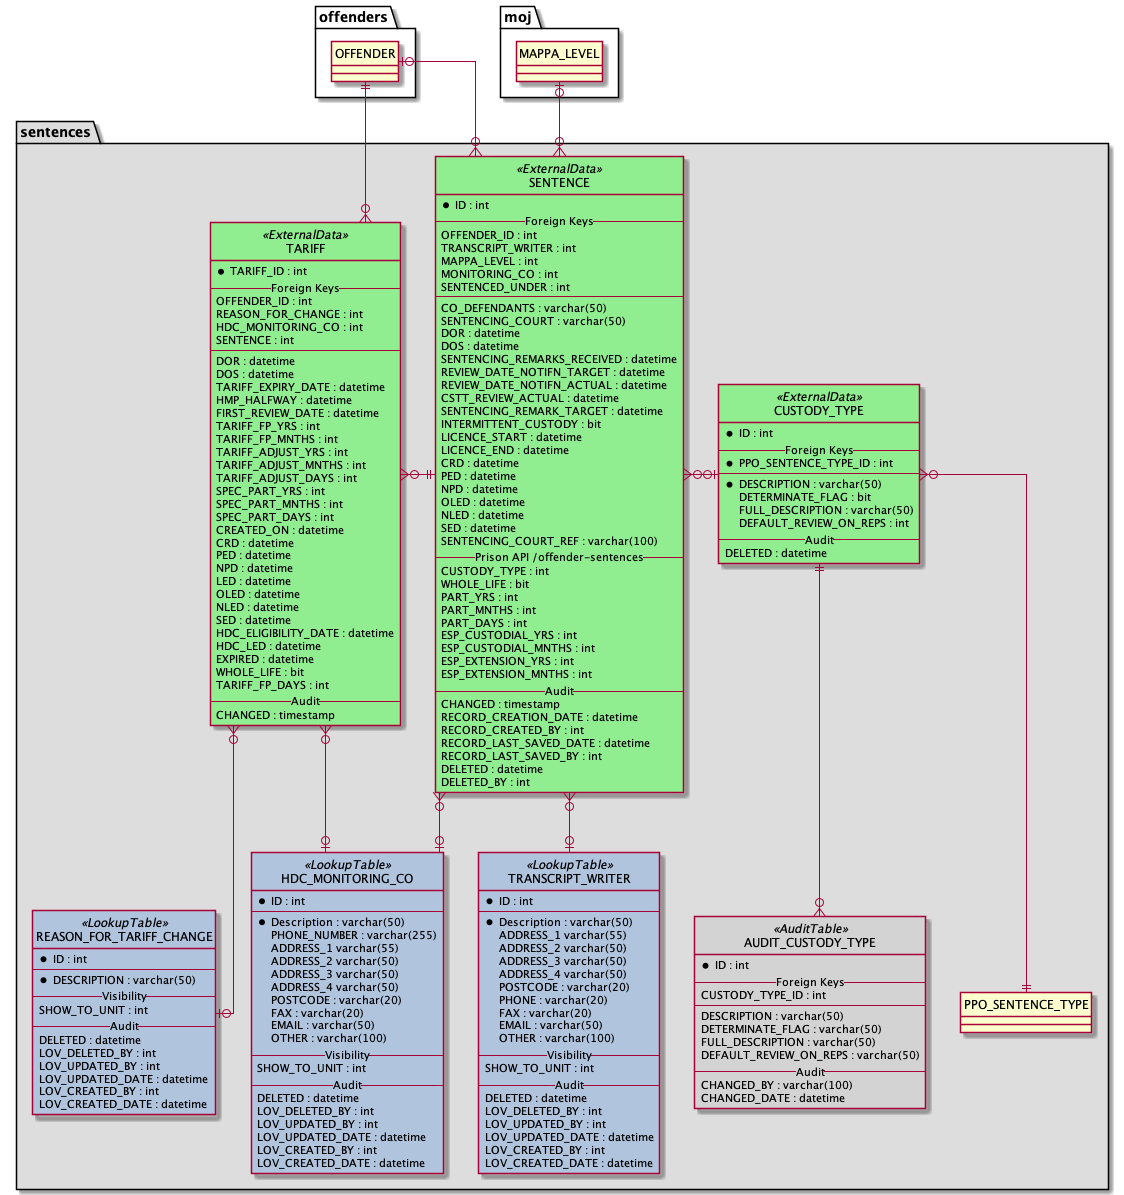 offenders
OFFENDER
moj
MAPPA_LEVEL
sentences
«ExternalData»
SENTENCE
ID : int
Foreign Keys
OFFENDER_ID : int
TRANSCRIPT_WRITER : int
MAPPA_LEVEL : int
MONITORING_CO : int
SENTENCED_UNDER : int
CO_DEFENDANTS : varchar(50)
SENTENCING_COURT : varchar(50)
DOR : datetime
DOS : datetime
SENTENCING_REMARKS_RECEIVED : datetime
REVIEW_DATE_NOTIFN_TARGET : datetime
REVIEW_DATE_NOTIFN_ACTUAL : datetime
CSTT_REVIEW_ACTUAL : datetime
SENTENCING_REMARK_TARGET : datetime
INTERMITTENT_CUSTODY : bit
LICENCE_START : datetime
LICENCE_END : datetime
CRD : datetime
PED : datetime
NPD : datetime
OLED : datetime
NLED : datetime
SED : datetime
SENTENCING_COURT_REF : varchar(100)
Prison API /offender-sentences
CUSTODY_TYPE : int
WHOLE_LIFE : bit
PART_YRS : int
PART_MNTHS : int
PART_DAYS : int
ESP_CUSTODIAL_YRS : int
ESP_CUSTODIAL_MNTHS : int
ESP_EXTENSION_YRS : int
ESP_EXTENSION_MNTHS : int
Audit
CHANGED : timestamp
RECORD_CREATION_DATE : datetime
RECORD_CREATED_BY : int
RECORD_LAST_SAVED_DATE : datetime
RECORD_LAST_SAVED_BY : int
DELETED : datetime
DELETED_BY : int
«ExternalData»
TARIFF
TARIFF_ID : int
Foreign Keys
OFFENDER_ID : int
REASON_FOR_CHANGE : int
HDC_MONITORING_CO : int
SENTENCE : int
DOR : datetime
DOS : datetime
TARIFF_EXPIRY_DATE : datetime
HMP_HALFWAY : datetime
FIRST_REVIEW_DATE : datetime
TARIFF_FP_YRS : int
TARIFF_FP_MNTHS : int
TARIFF_ADJUST_YRS : int
TARIFF_ADJUST_MNTHS : int
TARIFF_ADJUST_DAYS : int
SPEC_PART_YRS : int
SPEC_PART_MNTHS : int
SPEC_PART_DAYS : int
CREATED_ON : datetime
CRD : datetime
PED : datetime
NPD : datetime
LED : datetime
OLED : datetime
NLED : datetime
SED : datetime
HDC_ELIGIBILITY_DATE : datetime
HDC_LED : datetime
EXPIRED : datetime
WHOLE_LIFE : bit
TARIFF_FP_DAYS : int
Audit
CHANGED : timestamp
«ExternalData»
CUSTODY_TYPE
ID : int
Foreign Keys
PPO_SENTENCE_TYPE_ID : int
DESCRIPTION : varchar(50)
DETERMINATE_FLAG : bit
FULL_DESCRIPTION : varchar(50)
DEFAULT_REVIEW_ON_REPS : int
Audit
DELETED : datetime
«LookupTable»
REASON_FOR_TARIFF_CHANGE
ID : int
DESCRIPTION : varchar(50)
Visibility
SHOW_TO_UNIT : int
Audit
DELETED : datetime
LOV_DELETED_BY : int
LOV_UPDATED_BY : int
LOV_UPDATED_DATE : datetime
LOV_CREATED_BY : int
LOV_CREATED_DATE : datetime
«LookupTable»
HDC_MONITORING_CO
ID : int
Description : varchar(50)
PHONE_NUMBER : varchar(255)
ADDRESS_1 varchar(55)
ADDRESS_2 varchar(50)
ADDRESS_3 varchar(50)
ADDRESS_4 varchar(50)
POSTCODE : varchar(20)
FAX : varchar(20)
EMAIL : varchar(50)
OTHER : varchar(100)
Visibility
SHOW_TO_UNIT : int
Audit
DELETED : datetime
LOV_DELETED_BY : int
LOV_UPDATED_BY : int
LOV_UPDATED_DATE : datetime
LOV_CREATED_BY : int
LOV_CREATED_DATE : datetime
«LookupTable»
TRANSCRIPT_WRITER
ID : int
Description : varchar(50)
ADDRESS_1 varchar(55)
ADDRESS_2 varchar(50)
ADDRESS_3 varchar(50)
ADDRESS_4 varchar(50)
POSTCODE : varchar(20)
PHONE : varchar(20)
FAX : varchar(20)
EMAIL : varchar(50)
OTHER : varchar(100)
Visibility
SHOW_TO_UNIT : int
Audit
DELETED : datetime
LOV_DELETED_BY : int
LOV_UPDATED_BY : int
LOV_UPDATED_DATE : datetime
LOV_CREATED_BY : int
LOV_CREATED_DATE : datetime
«AuditTable»
AUDIT_CUSTODY_TYPE
ID : int
Foreign Keys
CUSTODY_TYPE_ID : int
DESCRIPTION : varchar(50)
DETERMINATE_FLAG : varchar(50)
FULL_DESCRIPTION : varchar(50)
DEFAULT_REVIEW_ON_REPS : varchar(50)
Audit
CHANGED_BY : varchar(100)
CHANGED_DATE : datetime
PPO_SENTENCE_TYPE